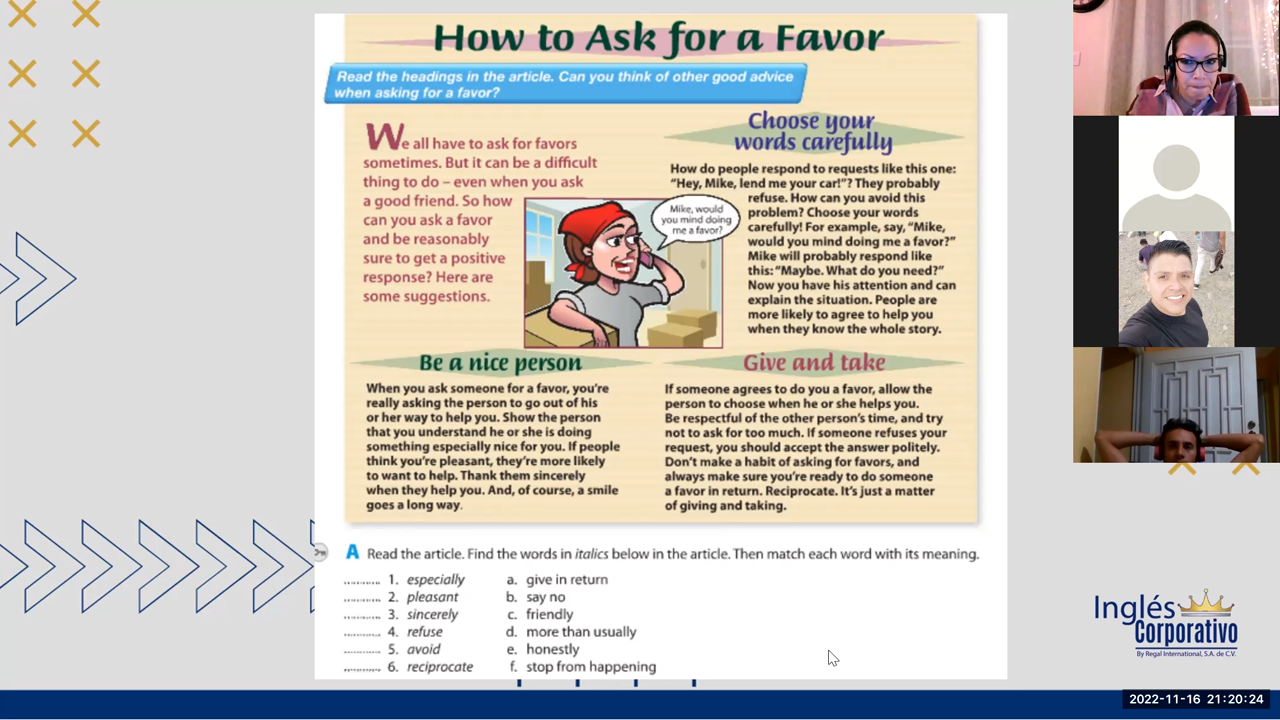 How to Ask for a Favor
Read the headings in the article. Can you think of other good advice
when asking for a favor?
We all have to ask for favors
sometimes. But it can be a difficult
thing to do – even when you ask
a good friend. So how
can you ask a favor
and be reasonably
sure to get a positive
response? Here are
some suggestions.
Mike, would
you mind doing
me a favor?
Choose your
words carefully
How do people respond to requests like this one:
“Hey, Mike, lend me your car!”? They probably
refuse. How can you avoid this
problem? Choose your words
carefully! For example, say, “Mike,
would you mind doing me a favor?”
Mike will probably respond like
this: “Maybe. What do you need?”
Now you have his attention and can
explain the situation. People are
more likely to agree to help you
when they know the whole story.
Be a nice person
When you ask someone for a favor, you’re
really asking the person to go out of his
or her way to help you. Show the person
that you understand he or she is doing
something especially nice for you. If people
think you’re pleasant, they’re more likely
to want to help. Thank them sincerely
when they help you. And, of course, a smile
goes a long way.
Give and take
If someone agrees to do you a favor, allow the
person to choose when he or she helps you.
Be respectful of the other person’s time, and try
not to ask for too much. If someone refuses your
request, you should accept the answer politely.
Don’t make a habit of asking for favors, and
always make sure you’re ready to do someone
a favor in return. Reciprocate. It’s just a matter
of giving and taking.
A Read the article. Find the words in italics below in the article. Then match each word with its meaning.
.......... 1. especially a. give in return
.......... 2. pleasant b. say no
.......... 3. sincerely c. friendly
.......... 4. refuse d. more than usually
.......... 5. avoid e. honestly
.......... 6. reciprocate f. stop from happening
Inglés
Corporativo
By Regal International, S.A. de C.V.
2022-11-16 21:20:24